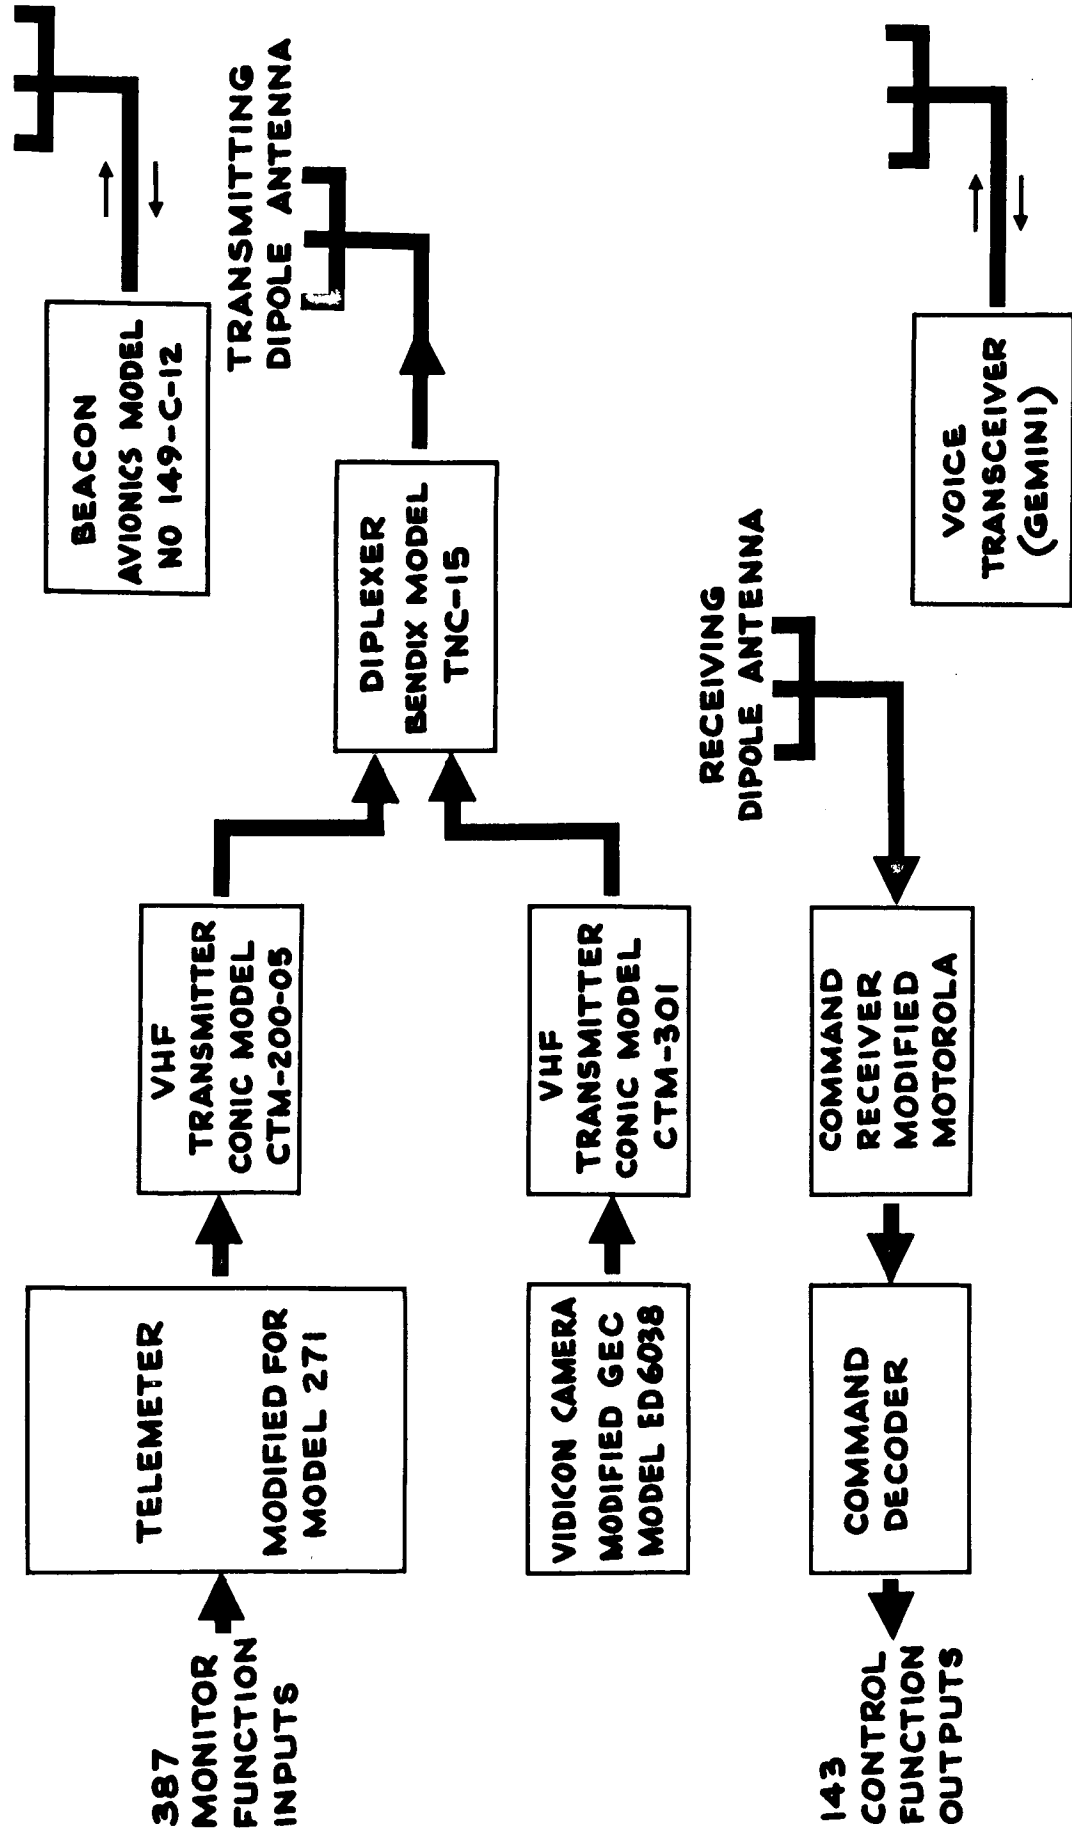 387
MONITOR
FUNCTION
INPUTS
TELEMETER
MODIFIED FOR
MODEL 271
VHF
TRANSMITTER
CONIC MODEL
CTM-200-05
BEACON
AVIONICS MODEL
NO 149-C-12
TRANSMITTING
DIPOLE ANTENNA
DIPLEXER
BENDIX MODEL
TNC-15
VIDICON CAMERA
MODIFIED GEC
MODEL ED6038
VHF
TRANSMITTER
CONIC MODEL
CTM-301
RECEIVING
DIPOLE ANTENNA
143
CONTROL
FUNCTION
OUTPUTS
COMMAND
DECODER
COMMAND
RECEIVER
MODIFIED
MOTOROLA
VOICE
TRANSCEIVER
(GEMINI)